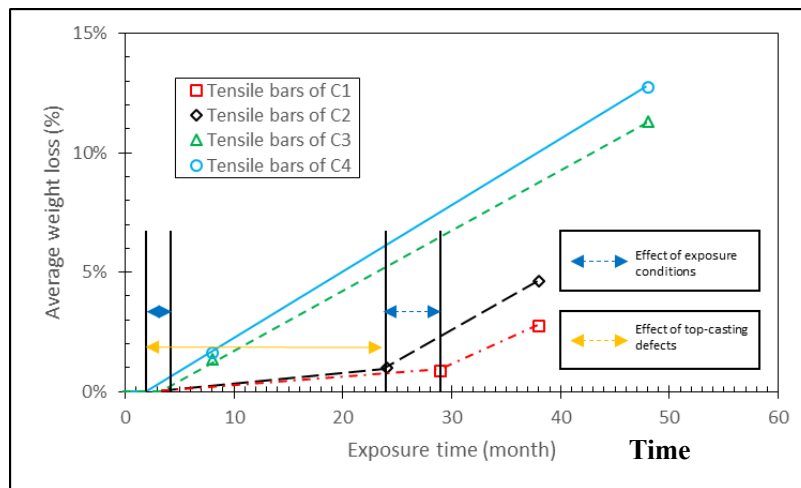 15%
10%
5%
0%
Average weight loss (%)
Tensile bars of C1
Tensile bars of C2
Tensile bars of C3
Tensile bars of C4
Effect of exposure
conditions
Effect of top-casting
defects
0 10 20 30 40 50 60
Exposure time (month)
Time